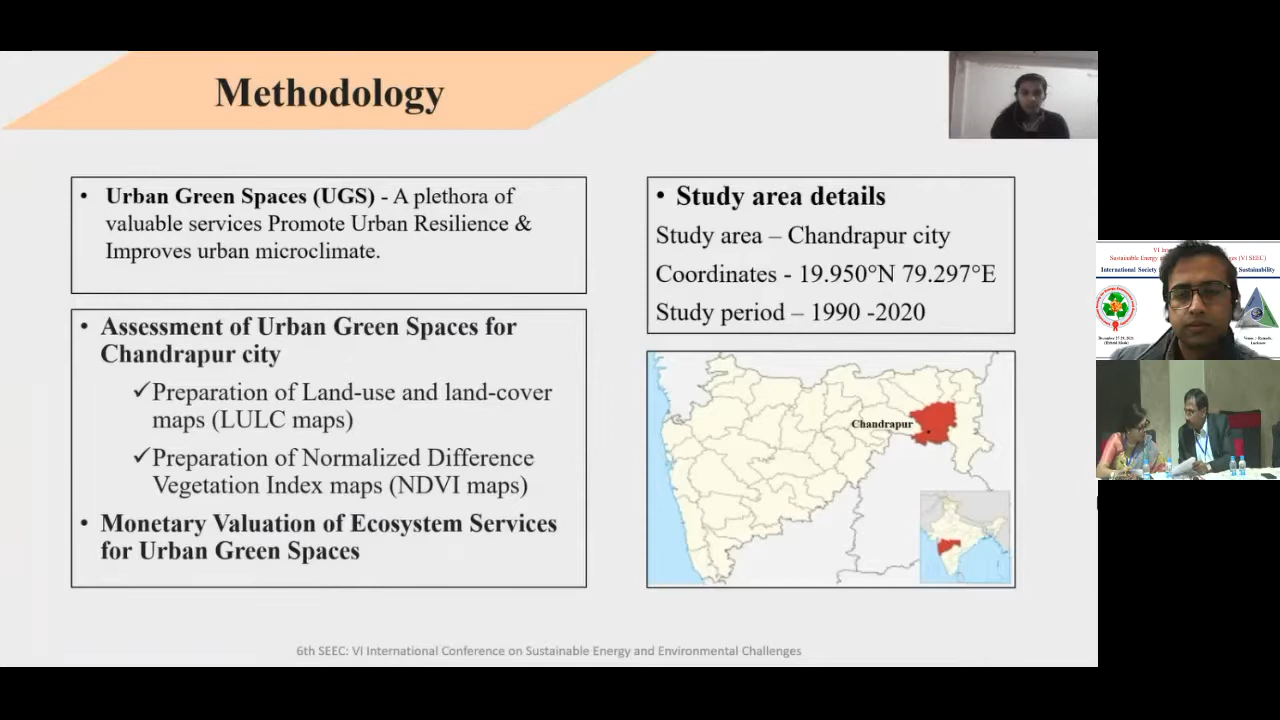 Methodology
• Urban Green Spaces (UGS) - A plethora of
valuable services Promote Urban Resilience &
Improves urban microclimate.
• Assessment of Urban Green Spaces for
Chandrapur city
✓Preparation of Land-use and land-cover
maps (LULC maps)
✓Preparation of Normalized Difference
Vegetation Index maps (NDVI maps)
• Monetary Valuation of Ecosystem Services
for Urban Green Spaces
• Study area details
Study area – Chandrapur city
Coordinates - 19.950°N 79.297°E
Study period – 1990 -2020
Chandrapur
6th SEEC: VI International Conference on Sustainable Energy and Environmental Challenges
Sustainable Energy (VI SEEC)
International Society Sustainability